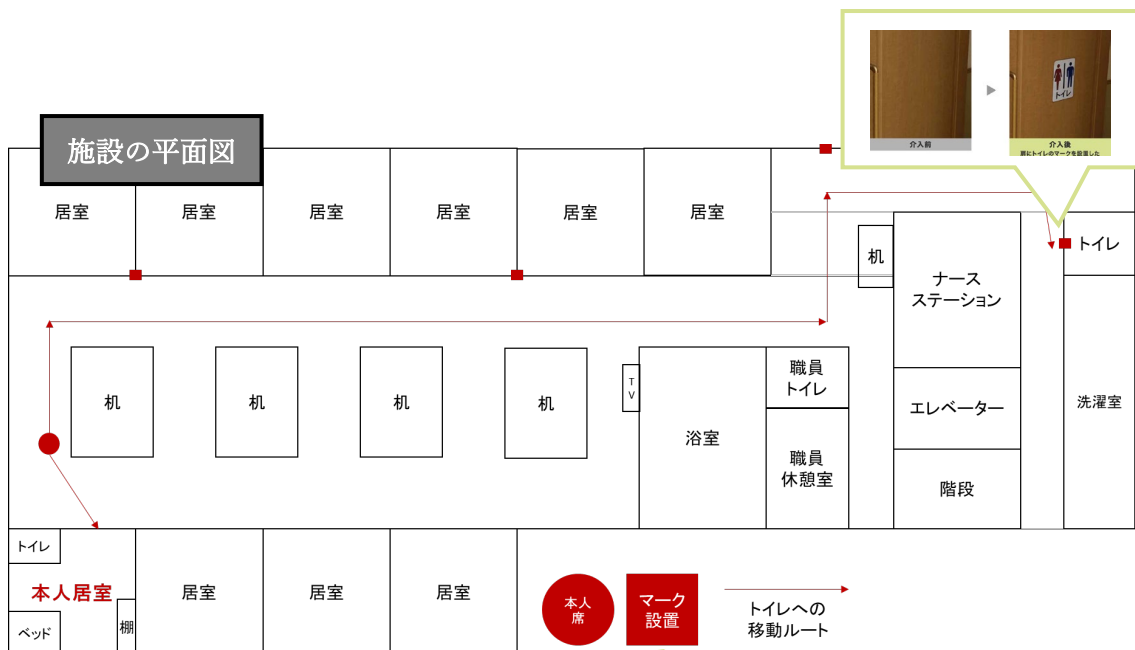 トイレ
介入前
介入後
扉にトイレのマークを設置した
施設の平面図
居室
居室
居室
居室
居室
居室
机
ナース
ステーション
トイレ
机
机
机
机
TV
浴室
職員
トイレ
職員
休憩室
エレベーター
階段
洗濯室
トイレ
本人居室
ベッド
棚
居室
居室
居室
本人
席
マーク
設置
トイレへの
移動ルート